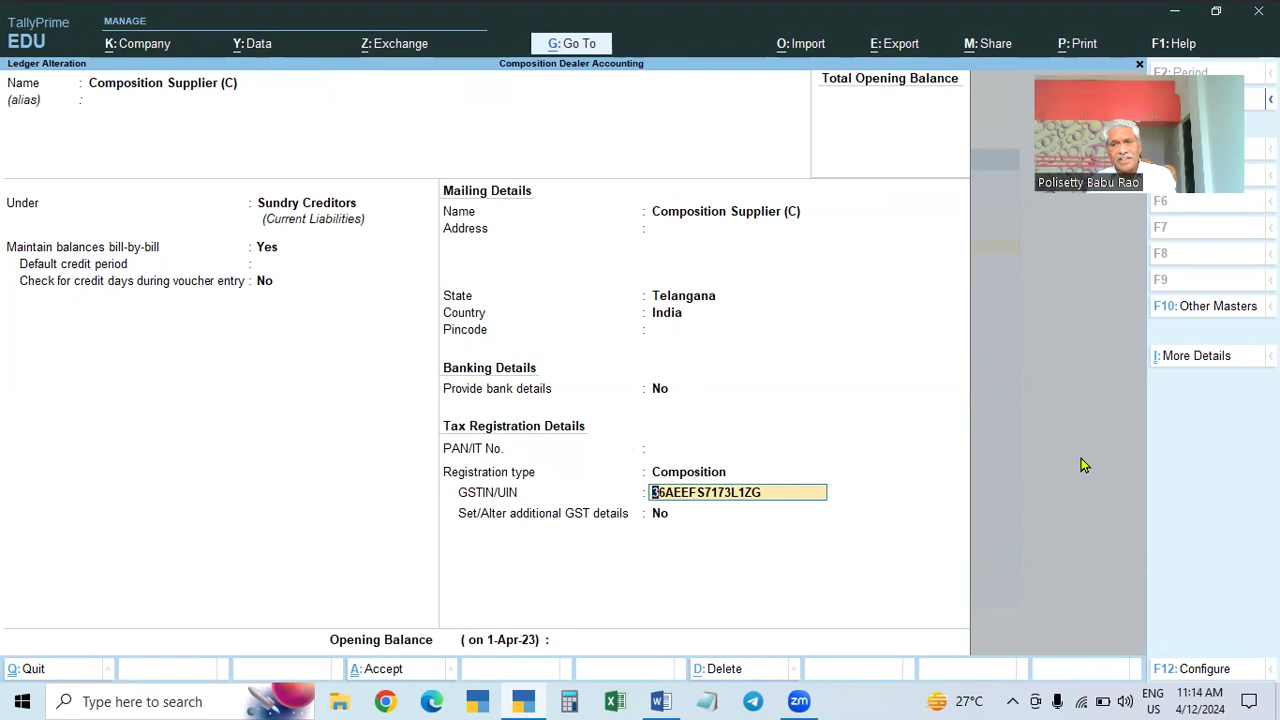 TallyPrime
EDU
MANAGE
K:Company
Y:Data
Z:Exchange
G:Go To
O:Import
E:Export
M:Share
P:Print
F1:Help
Ledger Alteration
Composition Dealer Accounting
Name : Composition Supplier (C)
(alias) :
Total Opening Balance
Under : Sundry Creditors
(Current Liabilities)
Maintain balances bill-by-bill : Yes
Default credit period :
Check for credit days during voucher entry : No
Mailing Details
Name : Composition Supplier (C)
Address :
State : Telangana
Country : India
Pincode :
Banking Details
Provide bank details : No
Tax Registration Details
PAN/IT No. :
Registration type : Composition
GSTIN/UIN : 36AEEFS7173L1ZG
Set/Alter additional GST details : No
Opening Balance ( on 1-Apr-23) :
F2: Period
Polisetty Babu Rao
F6
F7
F8
F9
F10: Other Masters
I: More Details
Q: Quit
A: Accept
D: Delete
F12: Configure
Type here to search
zm
27°C
ENG
US
11:14 AM
4/12/2024